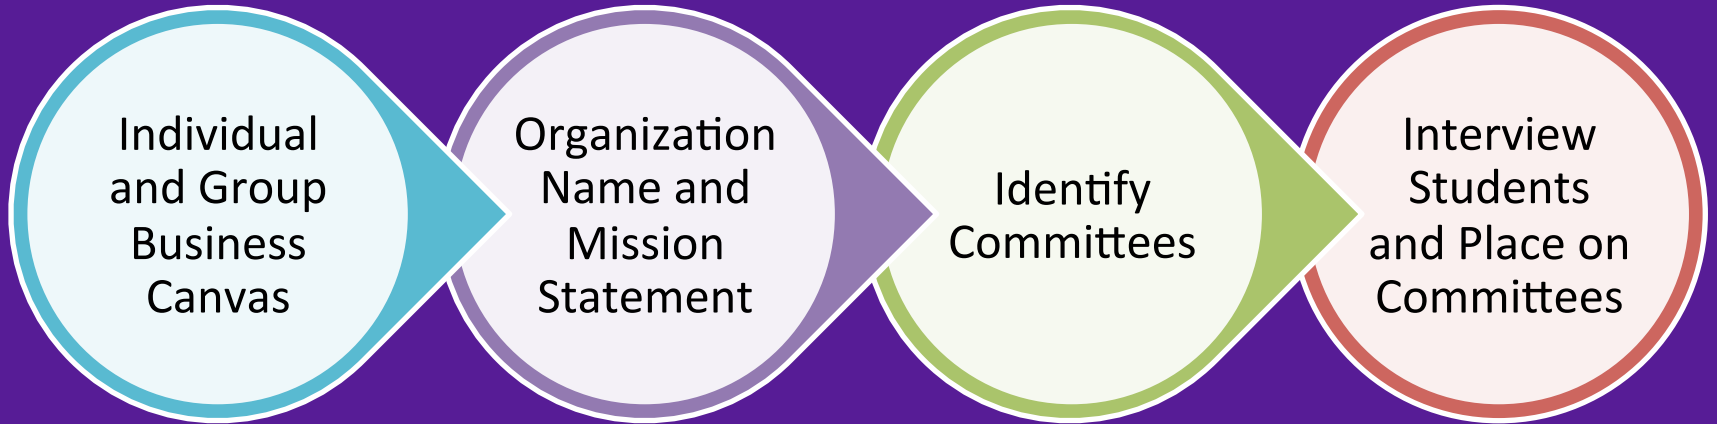 Individual
and Group
Business
Canvas
Organization
Name and
Mission
Statement
Identify
Committees
Interview
Students
and Place on
Committees